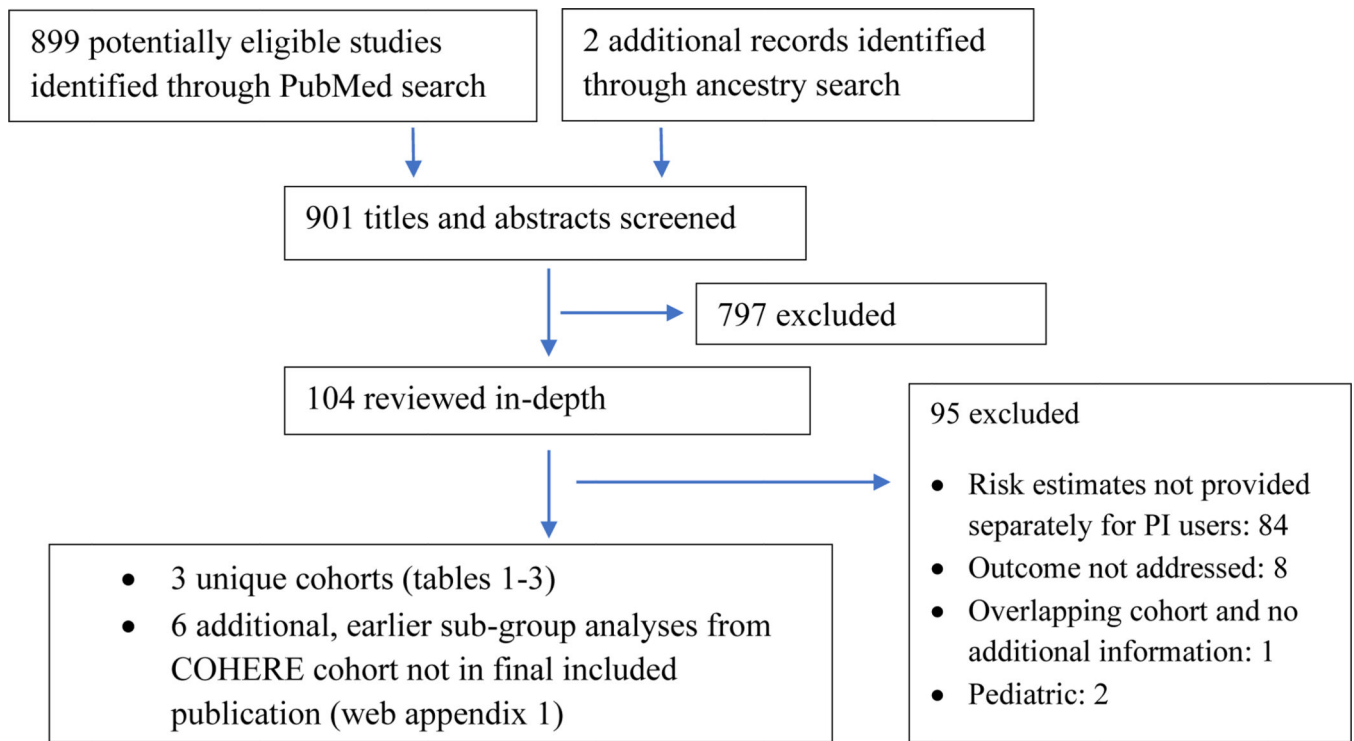 899 potentially eligible studies
identified through PubMed search
2 additional records identified
through ancestry search
901 titles and abstracts screened
797 excluded
104 reviewed in-depth
95 excluded
• Risk estimates not provided
separately for PI users: 84
• Outcome not addressed: 8
• Overlapping cohort and no
additional information: 1
• Pediatric: 2
• 3 unique cohorts (tables 1-3)
• 6 additional, earlier sub-group analyses from
COHERE cohort not in final included
publication (web appendix 1)